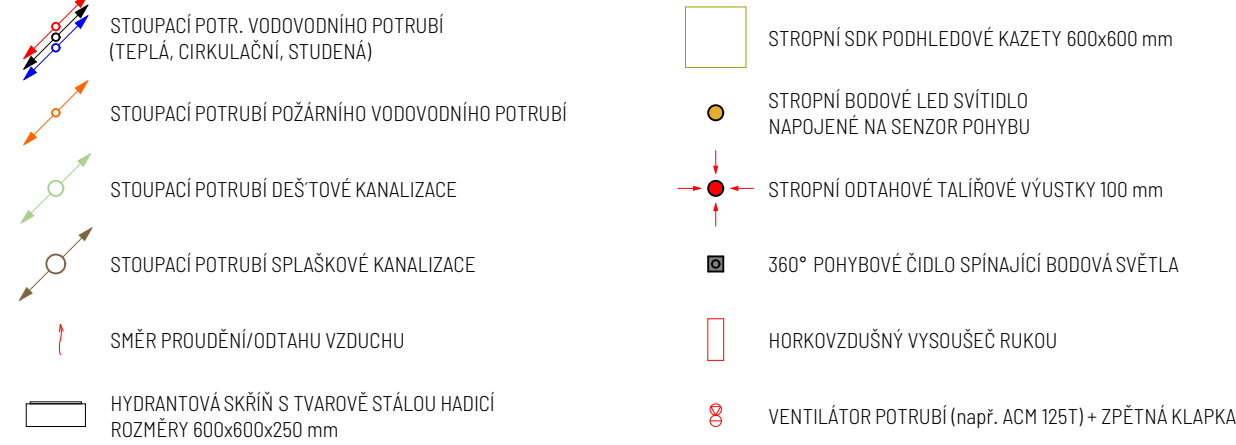 STOUPACÍ POTR. VODOVODNÍHO POTRUBÍ
(TEPLÁ, CIRKULAČNÍ, STUDENÁ)
STOUPACÍ POTRUBÍ POŽÁRNÍHO VODOVODNÍHO POTRUBÍ
STOUPACÍ POTRUBÍ DEŠ´TOVÉ KANALIZACE
STOUPACÍ POTRUBÍ SPLAŠKOVÉ KANALIZACE
SMĚR PROUDĚNÍ/ODTAHU VZDUCHU
HYDRANTOVÁ SKŘÍŇ S TVAROVĚ STÁLOU HADICÍ
ROZMĚRY 600x600x250 mm
STROPNÍ SDK PODHLEDOVÉ KAZETY 600x600 mm
STROPNÍ BODOVÉ LED SVÍTIDLO
NAPOJENÉ NA SENZOR POHYBU
STROPNÍ ODTAHOVÉ TALÍŘOVÉ VÝUSTKY 100 mm
360° POHYBOVÉ ČIDLO SPÍNAJÍCÍ BODOVÁ SVĚTLA
HORKOVZDUŠNÝ VYSOUŠEČ RUKOU
VENTILÁTOR POTRUBÍ (např. ACM 125T) + ZPĚTNÁ KLAPKA